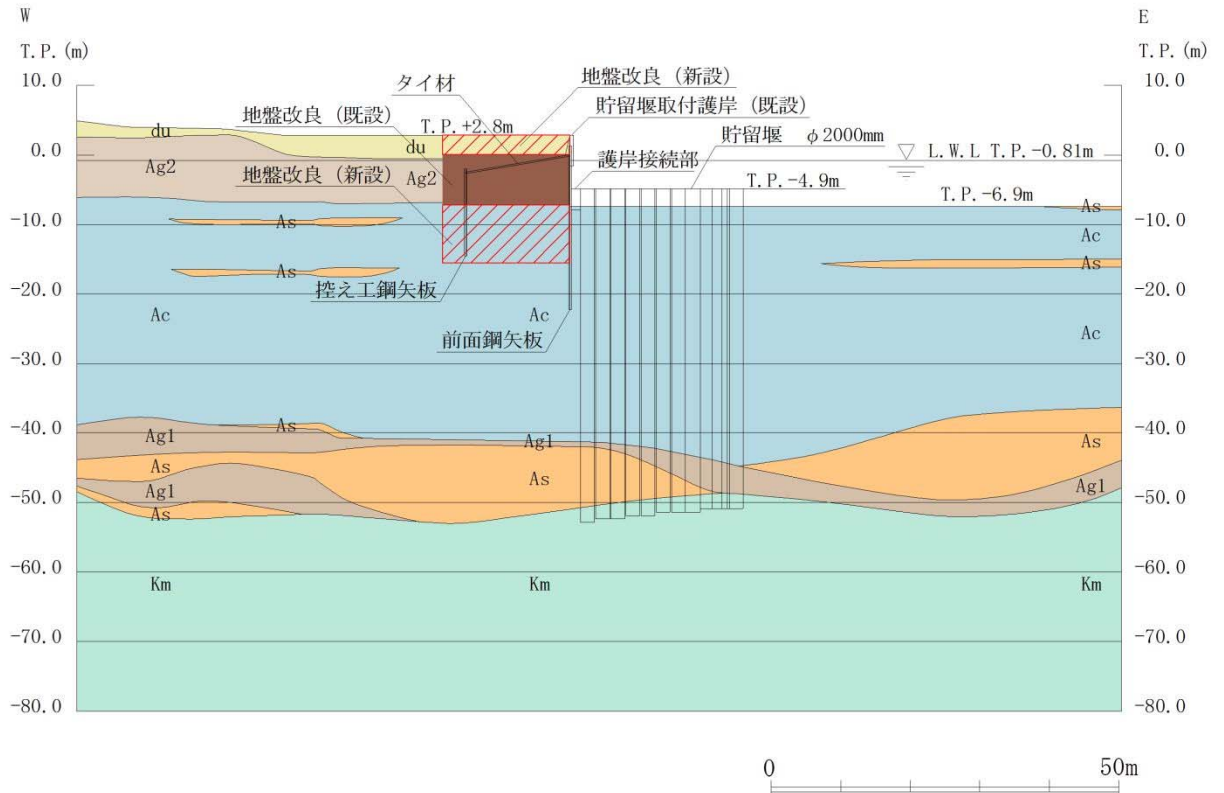 W
E
T.P.(m)
T.P.(m)
10.0
10.0
タイ材
地盤改良（新設）
地盤改良（既設）
貯留堰取付護岸（既設）
T.P.+2.8m
貯留堰 φ2000mm
du
du
護岸接続部
L.W.L T.P.-0.81m
0.0
0.0
Ag2
Ag2
地盤改良（新設）
T.P.-4.9m
T.P.-6.9m
As
-10.0
-10.0
As
Ac
As
As
-20.0
-20.0
控え工鋼矢板
Ac
Ac
Ac
前面鋼矢板
-30.0
-30.0
-40.0
-40.0
As
Ag1
Ag1
As
As
As
Ag1
Ag1
-50.0
-50.0
As
-60.0
-60.0
Km
Km
Km
-70.0
-70.0
-80.0
-80.0
0
50m